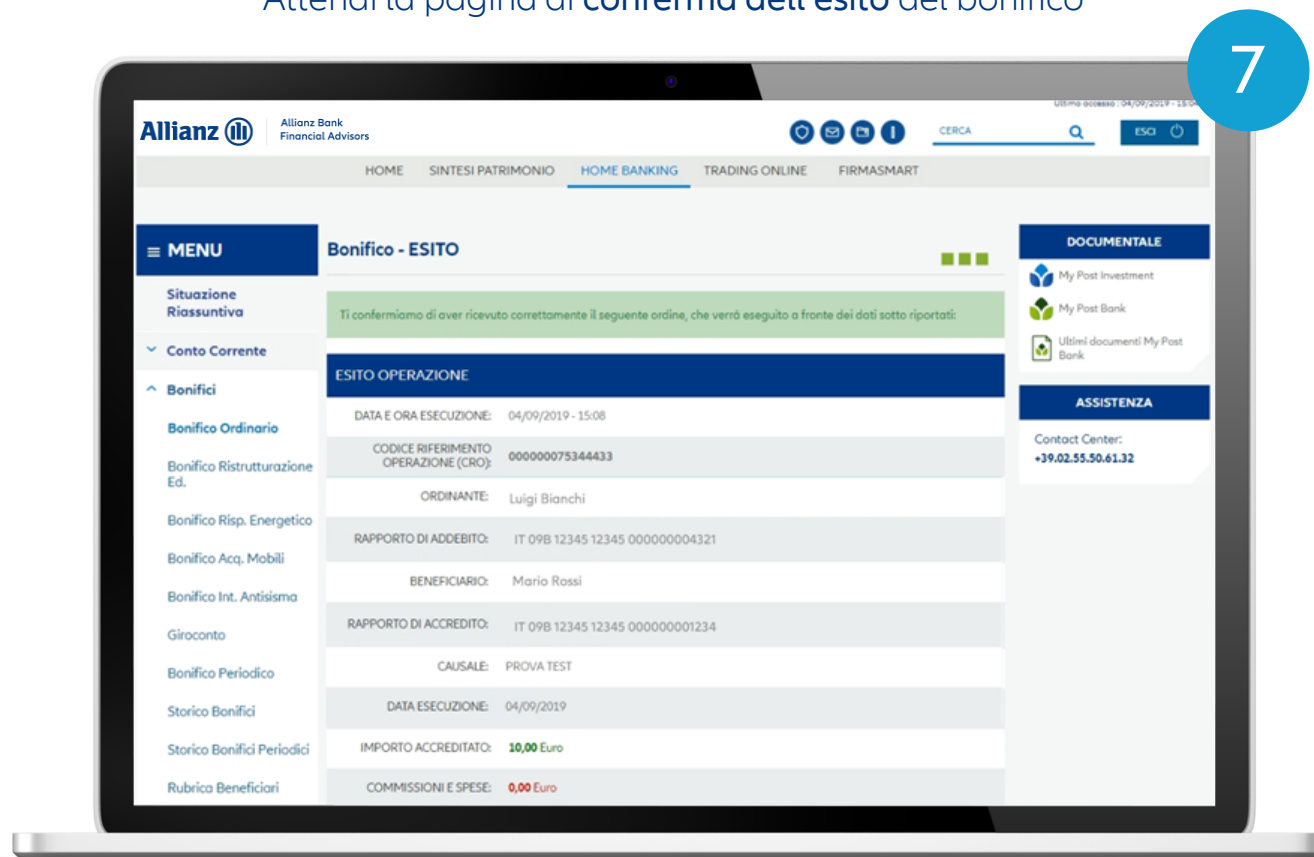 Attendi la pagina di conferma dell'esito del bonifico
7
Ultimo accesso : 04/09/2019 - 15:04
Allianz
Allianz Bank
Financial Advisors
CERCA
ESCI
HOME SINTESI PATRIMONIO HOME BANKING TRADING ONLINE FIRMASMART
MENU
Situazione
Riassuntiva
Conto Corrente
Bonifici
Bonifico Ordinario
Bonifico Ristrutturazione
Ed.
Bonifico Risp. Energetico
Bonifico Acq. Mobili
Bonifico Int. Antisisma
Giroconto
Bonifico Periodico
Storico Bonifici
Storico Bonifici Periodici
Rubrica Beneficiari
Bonifico - ESITO
Ti confermiamo di aver ricevuto correttamente il seguente ordine, che verrà eseguito a fronte dei dati sotto riportati:
ESITO OPERAZIONE
DATA E ORA ESECUZIONE: 04/09/2019 - 15:08
CODICE RIFERIMENTO
OPERAZIONE (CRO): 000000075344433
ORDINANTE: Luigi Bianchi
RAPPORTO DI ADDEBITO: IT 09B 12345 12345 000000004321
BENEFICIARIO: Mario Rossi
RAPPORTO DI ACCREDITO: IT 09B 12345 12345 000000001234
CAUSALE: PROVA TEST
DATA ESECUZIONE: 04/09/2019
IMPORTO ACCREDITATO: 10,00 Euro
COMMISSIONI E SPESE: 0,00 Euro
DOCUMENTALE
My Post Investment
My Post Bank
Ultimi documenti My Post
Bank
ASSISTENZA
Contact Center:
+39.02.55.50.61.32